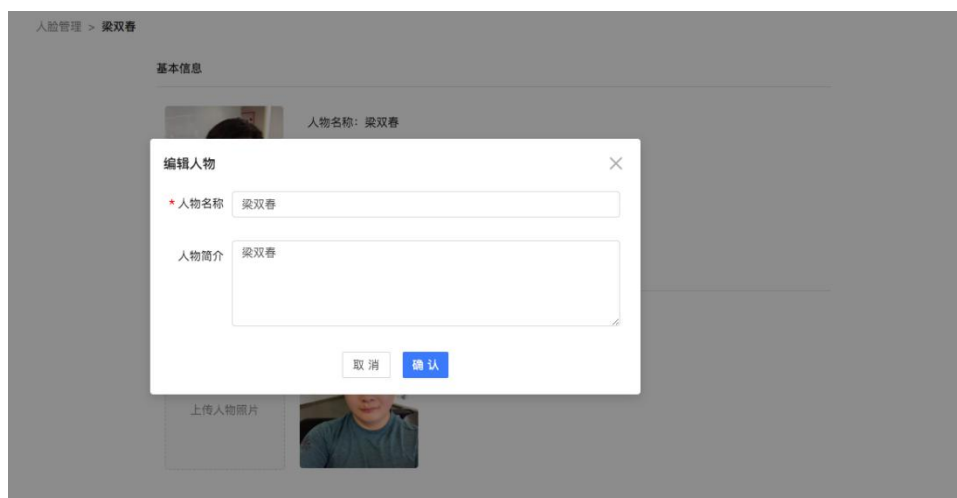 人脸管理 > 梁双春
基本信息
人物名称：梁双春
编辑人物
* 人物名称 梁双春
人物简介 梁双春
取 消 确 认
上传人物照片